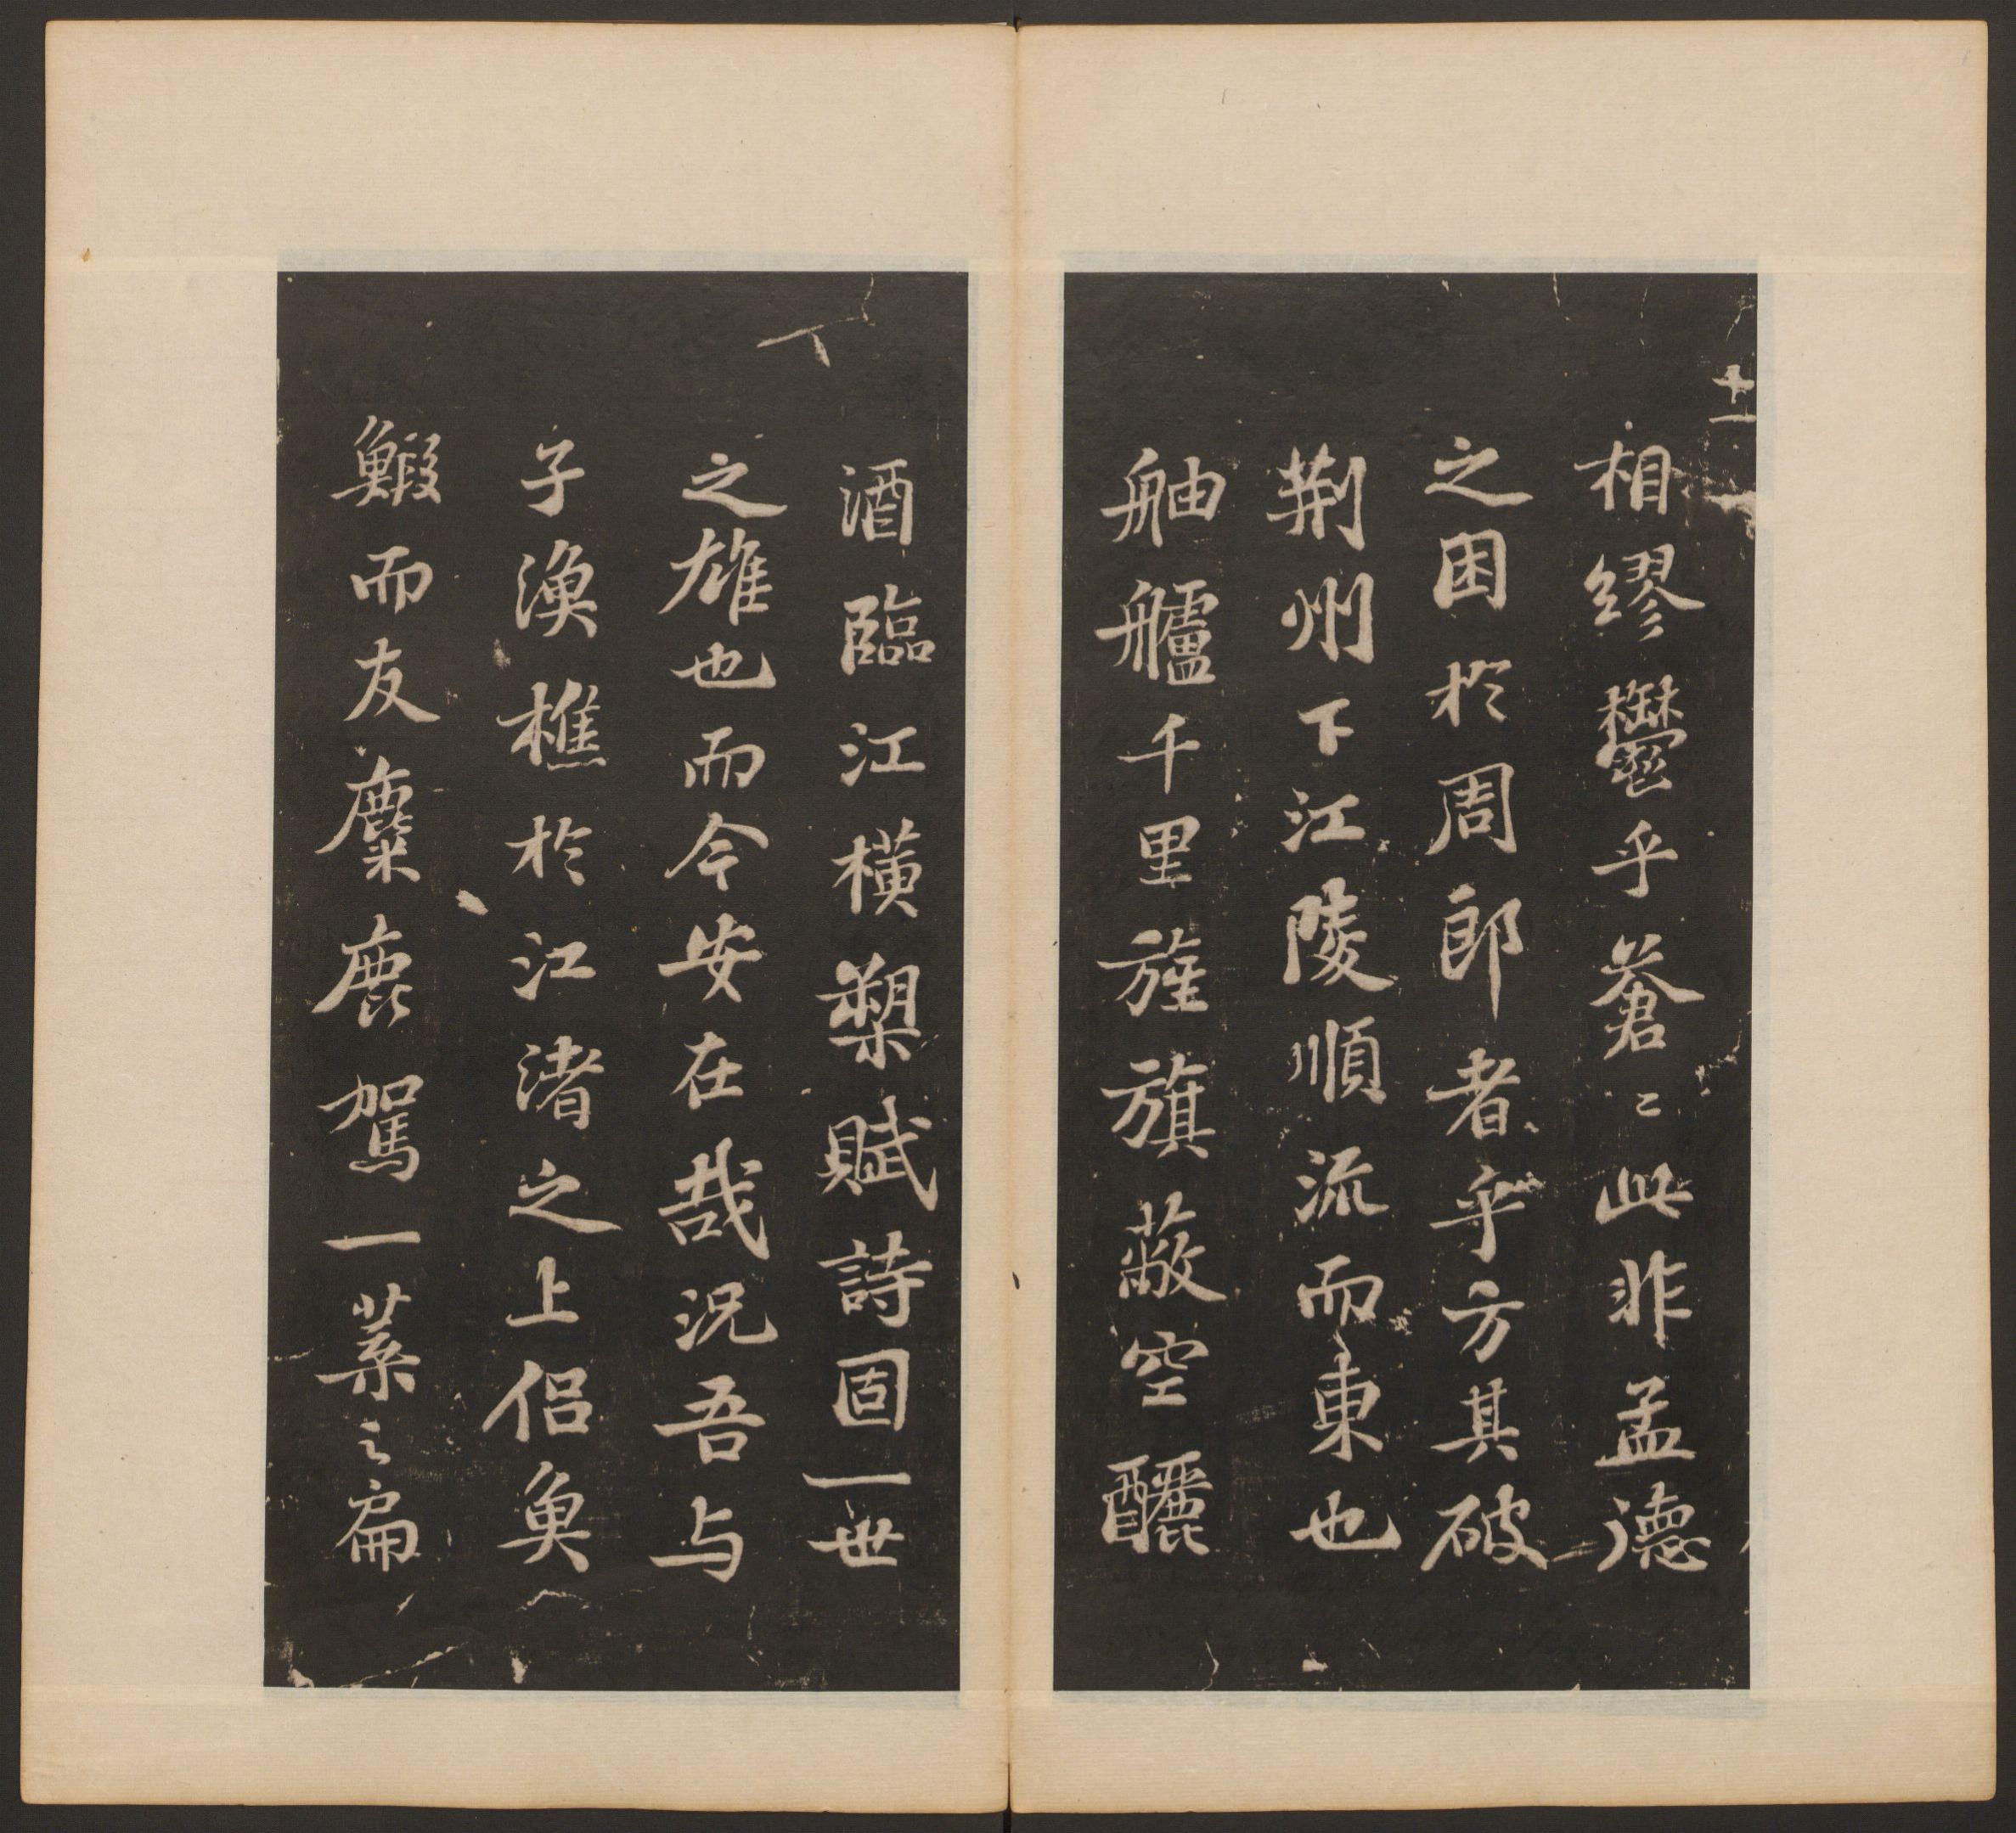 十一
相繆鬱乎蒼〻此非孟德
之困於周郎者乎方其破
荆州下江陵順流而東也
舳艫千里旌旗蔽空釃
酒臨江橫槊賦詩固一世
之雄也而今安在哉況吾与
子漁樵於江渚之上侣魚
鰕而友麋鹿駕一葉之扁